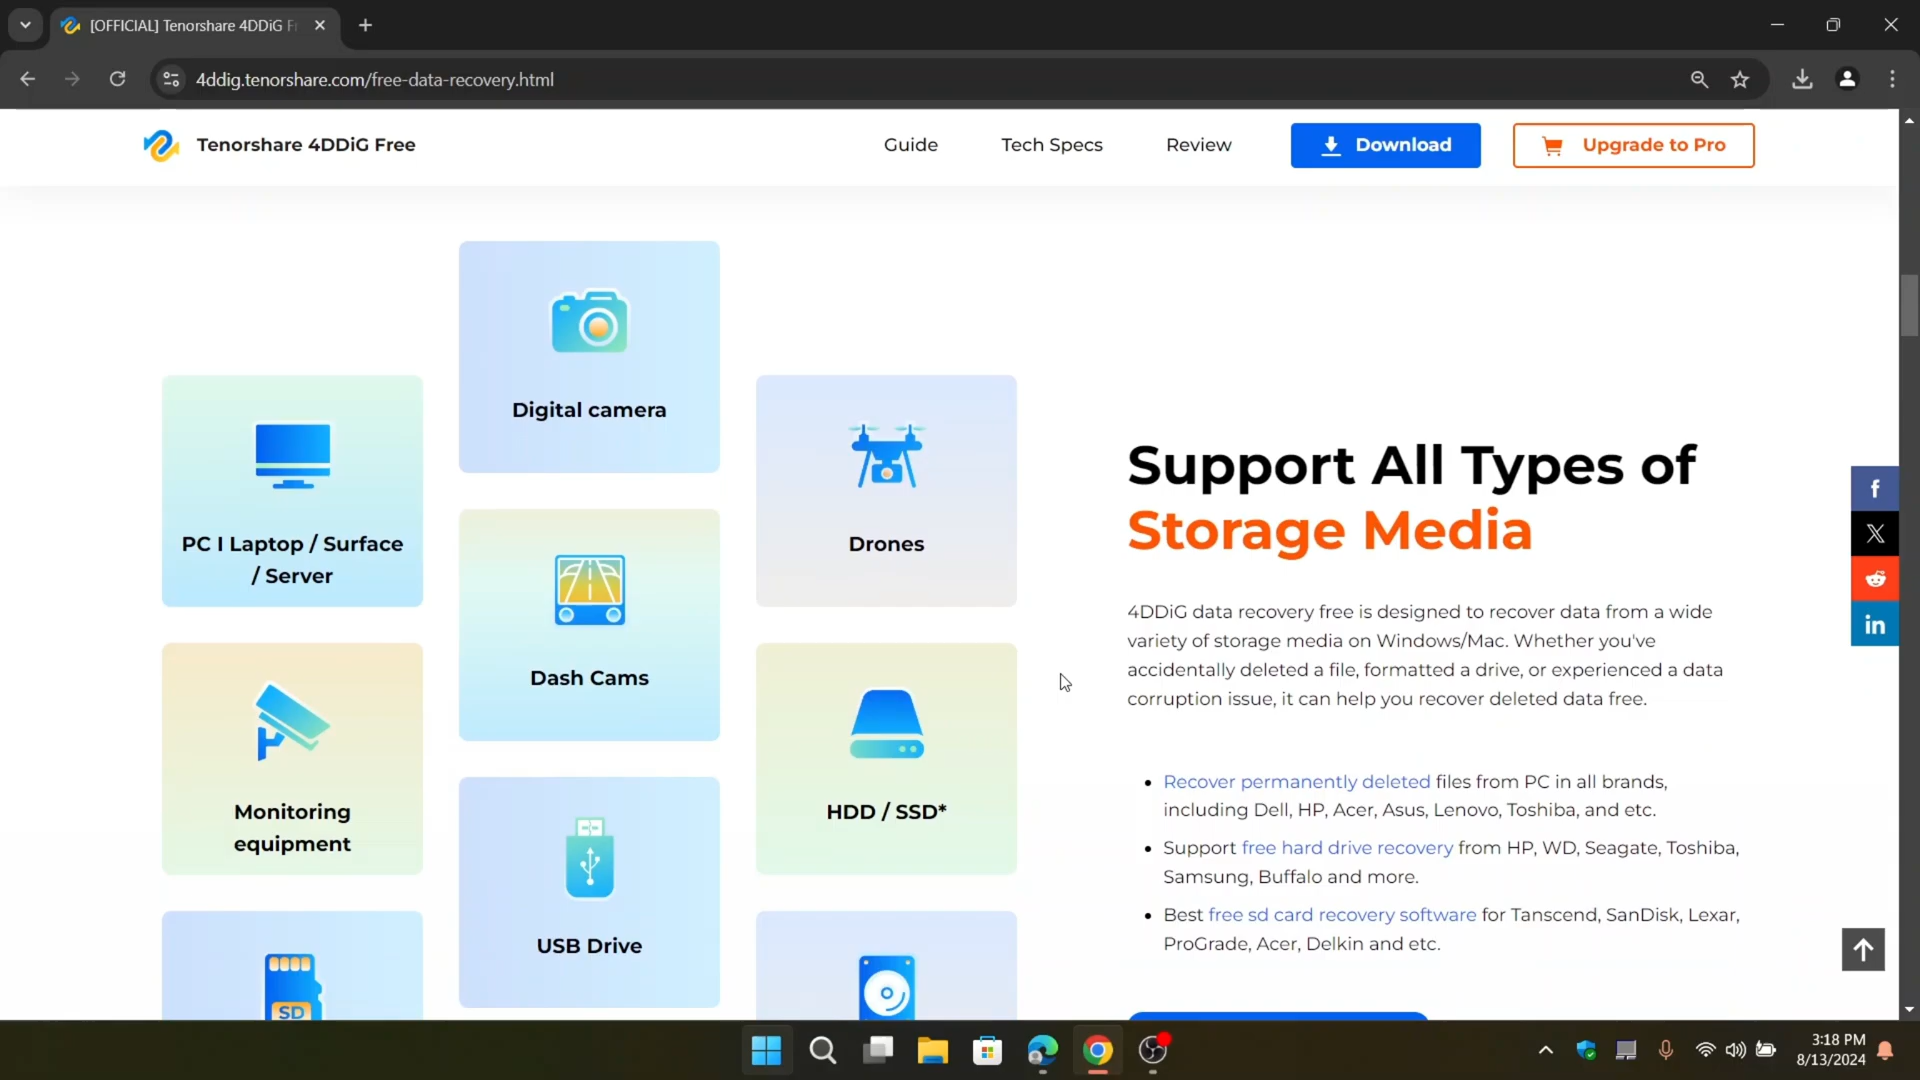 [OFFICIAL] Tenorshare 4DDiG Fr
4ddig.tenorshare.com/free-data-recovery.html
Tenorshare 4DDiG Free
Guide
Tech Specs
Review
Download
Upgrade to Pro
Digital camera
PC I Laptop / Surface
/ Server
Drones
Dash Cams
Monitoring
equipment
HDD / SSD*
USB Drive
SD
Support All Types of
Storage Media
4DDiG data recovery free is designed to recover data from a wide
variety of storage media on Windows/Mac. Whether you've
accidentally deleted a file, formatted a drive, or experienced a data
corruption issue, it can help you recover deleted data free.
• Recover permanently deleted files from PC in all brands,
including Dell, HP, Acer, Asus, Lenovo, Toshiba, and etc.
• Support free hard drive recovery from HP, WD, Seagate, Toshiba,
Samsung, Buffalo and more.
• Best free sd card recovery software for Tanscend, SanDisk, Lexar,
ProGrade, Acer, Delkin and etc.
f
X
in
3:18 PM
8/13/2024